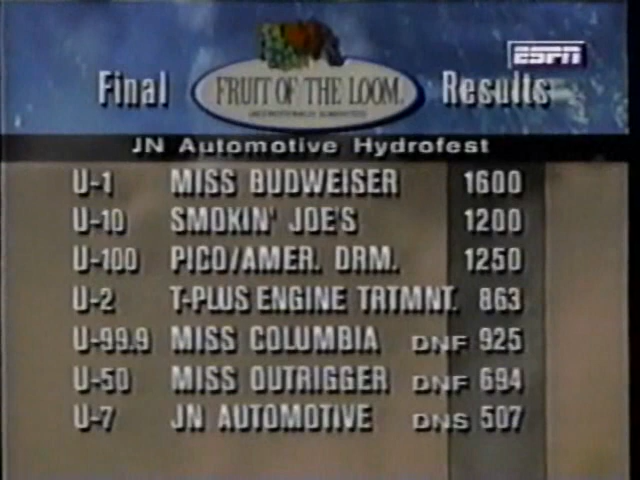 ESPN
Final FRUIT OF THE LOOM. Results
JN Automotive Hydrofest
U-1 MISS BUDWEISER 1600
U-10 SMOKIN' JOE'S 1200
U-100 PICO/AMER. DRM. 1250
U-2 T-PLUS ENGINE TRTMNT. 863
U-99.9 MISS COLUMBIA DNF 925
U-50 MISS OUTRIGGER DNF 694
U-7 JN AUTOMOTIVE DNS 507